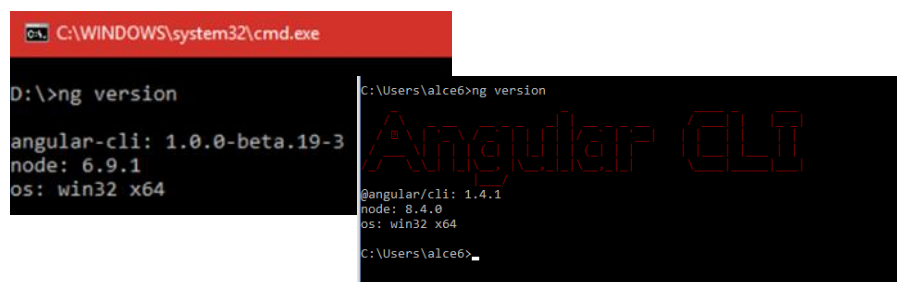 C:\WINDOWS\system32\cmd.exe
D:\>ng version
angular-cli: 1.0.0-beta.19-3
node: 6.9.1
os: win32 x64
C:\Users\alce6>ng version
Angular CLI
@angular/cli: 1.4.1
node: 8.4.0
os: win32 x64
C:\Users\alce6>